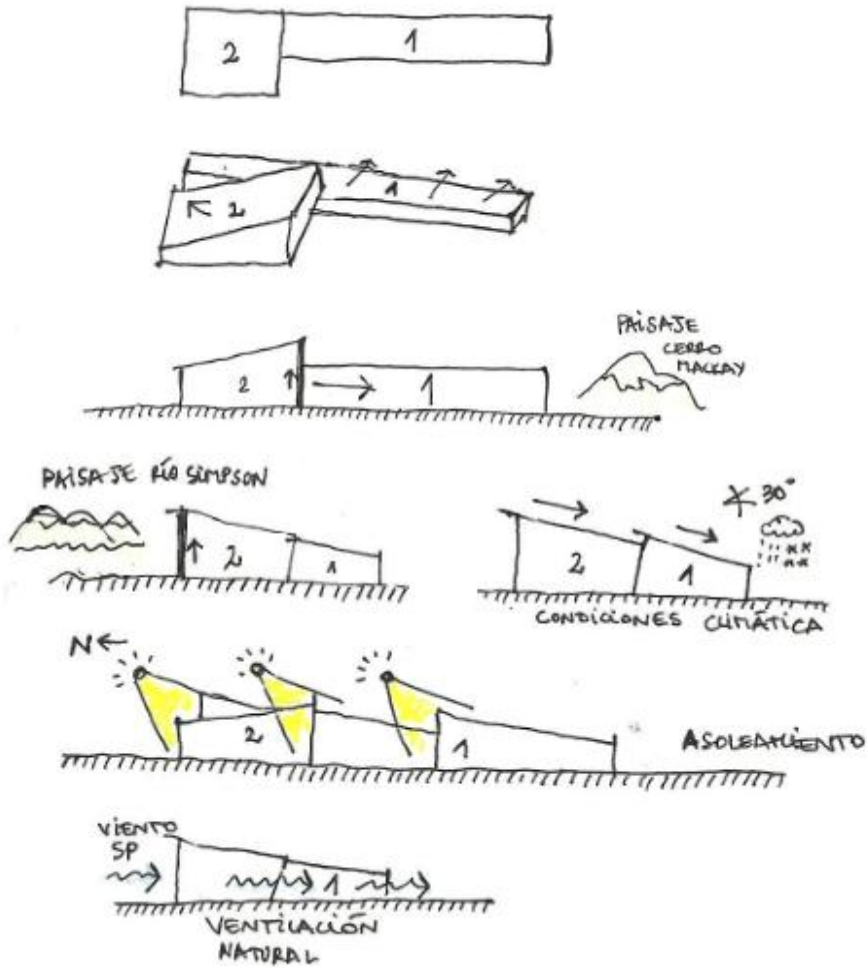 2 1
2 1
2 1
PAISAJE
CERRO
MACKAY
PAISAJE RÍO SIMPSON
2 1
2 1
30°
CONDICIONES CLIMÁTICA
N
2 1
ASOLEAMIENTO
VIENTO
SP
1
VENTILACIÓN
NATURAL